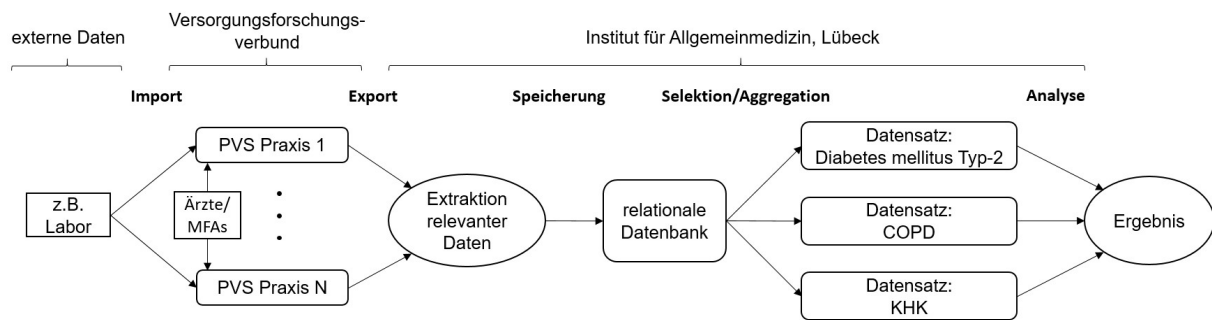 externe Daten
Versorgungsforschungs-
verbund
Institut für Allgemeinmedizin, Lübeck
Import
Export
Speicherung
Selektion/Aggregation
Analyse
z.B.
Labor
PVS Praxis 1
Ärzte/
MFAs
PVS Praxis N
Extraktion
relevanter
Daten
relationale
Datenbank
Datensatz:
Diabetes mellitus Typ-2
Datensatz:
COPD
Datensatz:
KHK
Ergebnis